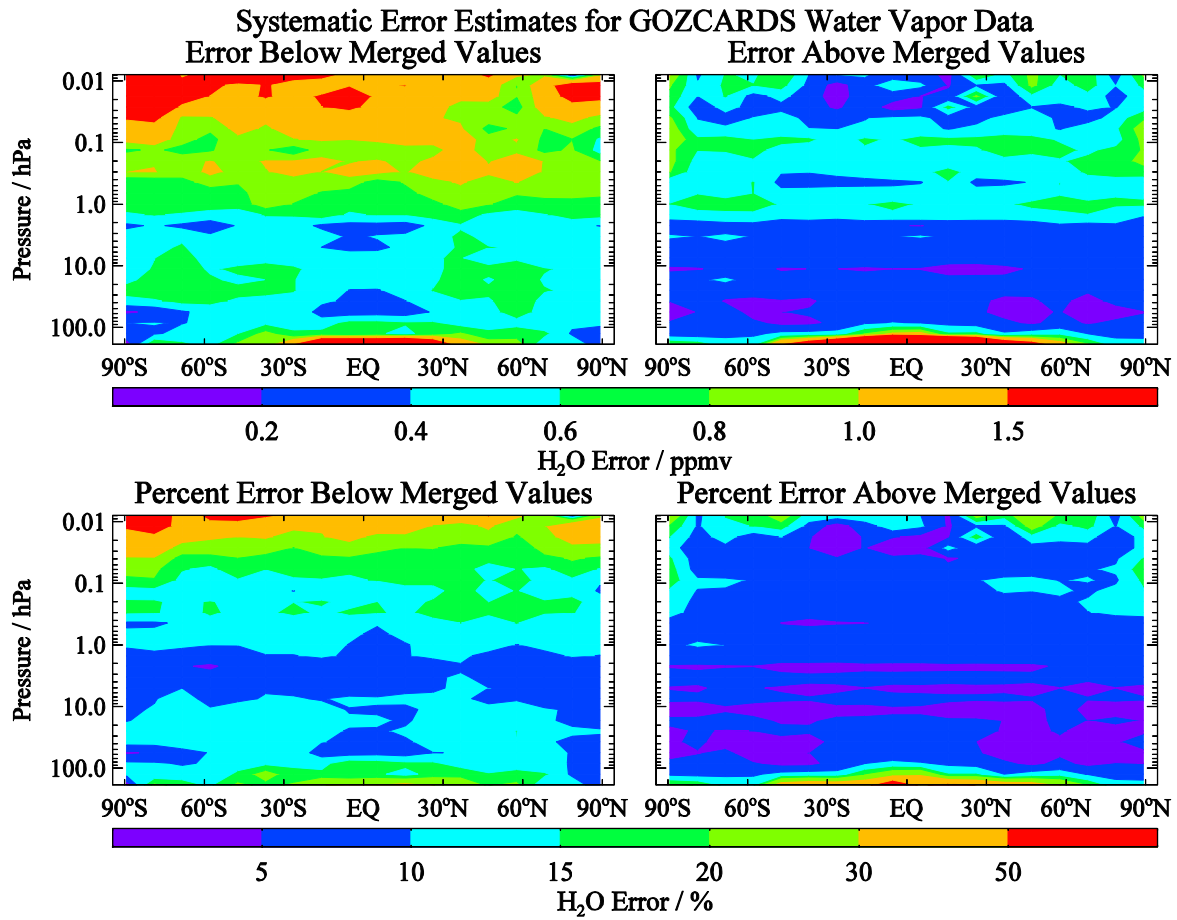 Systematic Error Estimates for GOZCARDS Water Vapor Data
Error Below Merged Values
Error Above Merged Values
Pressure / hPa
0.01
0.1
1.0
10.0
100.0
90°S 60°S 30°S EQ 30°N 60°N 90°N
90°S 60°S 30°S EQ 30°N 60°N 90°N
0.2 0.4 0.6 0.8 1.0 1.5
H₂O Error / ppmv
Percent Error Below Merged Values
Percent Error Above Merged Values
Pressure / hPa
0.01
0.1
1.0
10.0
100.0
90°S 60°S 30°S EQ 30°N 60°N 90°N
90°S 60°S 30°S EQ 30°N 60°N 90°N
5 10 15 20 30 50
H₂O Error / %